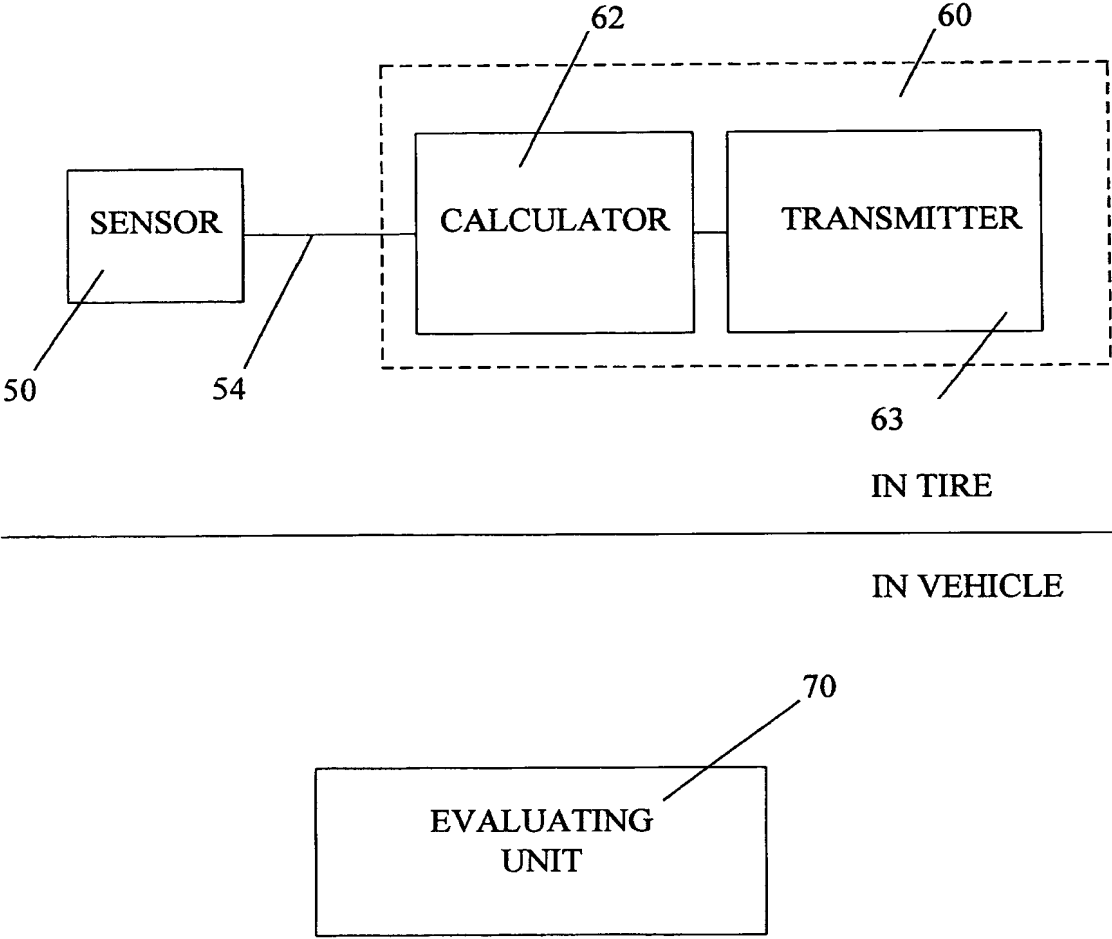 62
60
SENSOR
CALCULATOR
TRANSMITTER
50
54
63
IN TIRE
IN VEHICLE
70
EVALUATING
UNIT